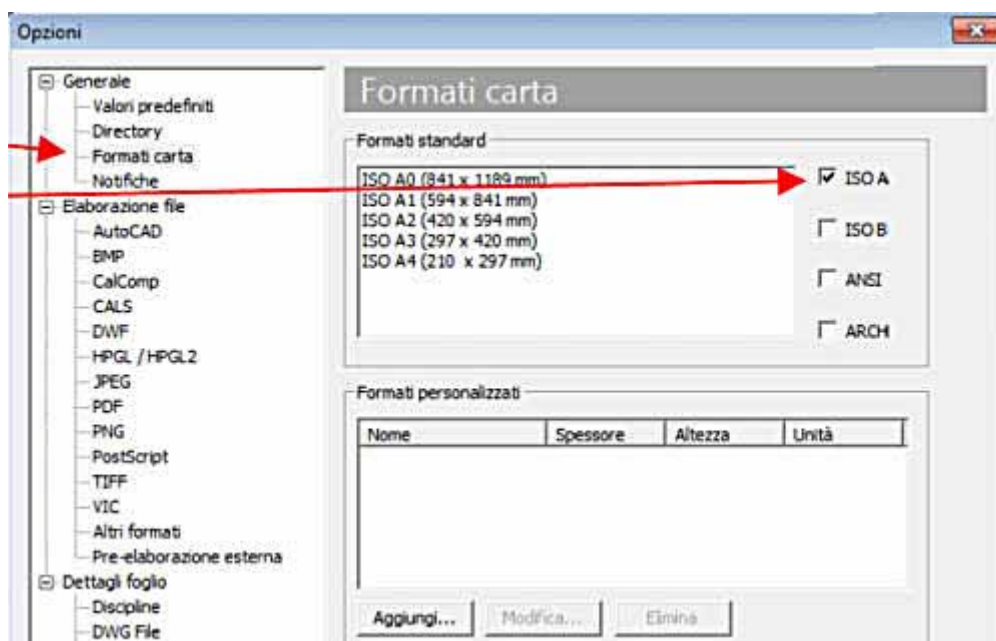 Opzioni
Generale
Valori predefiniti
Directory
Formati carta
Notifiche
Elaborazione file
AutoCAD
BMP
CalComp
CALS
DWF
HPGL / HPGL2
JPEG
PDF
PNG
PostScript
TIFF
VIC
Altri formati
Pre-elaborazione esterna
Dettagli foglio
Discipline
DWG File
Formati carta
Formati standard
ISO A0 (841 x 1189 mm)
ISO A1 (594 x 841 mm)
ISO A2 (420 x 594 mm)
ISO A3 (297 x 420 mm)
ISO A4 (210 x 297 mm)
ISO A
ISO B
ANSI
ARCH
Formati personalizzati
Nome Spessore Altezza Unità
Aggiungi... Modifica... Elimina